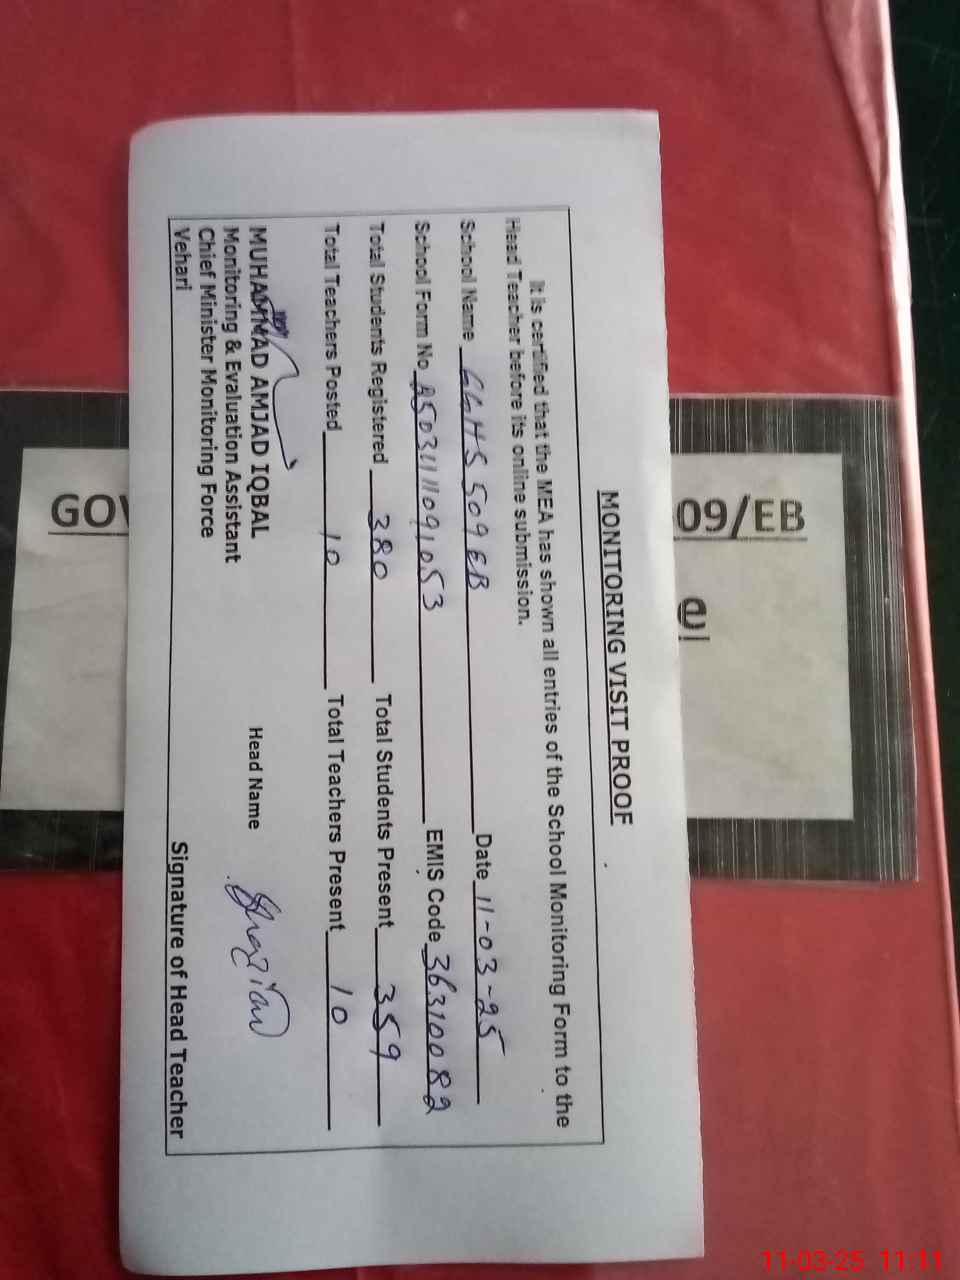 MONITORING VISIT PROOF
It is certified that the MEA has shown all entries of the School Monitoring Form to the
Head Teacher before its online submission.
School Name GGHS 509 EB Date 11-03-25
School Form No EMIS Code 36310082
Total Students Registered 380 Total Students Present 359
Total Teachers Posted 10 Total Teachers Present 10
MUHAMMAD AMJAD IQBAL Head Name
Monitoring & Evaluation Assistant
Chief Minister Monitoring Force
Vehari Signature of Head Teacher
GOV 09/EB
11-03-25 11:11